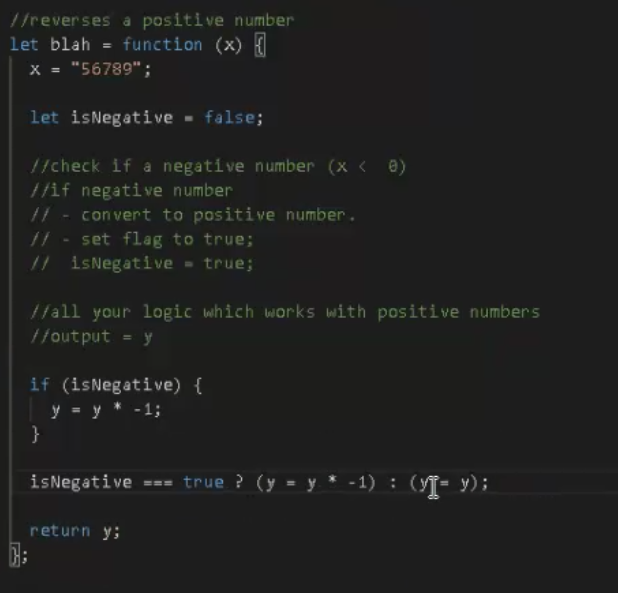 //reverses a positive number
let blah = function (x) {
x = "56789";
let isNegative = false;
//check if a negative number (x <  0)
//if negative number
// - convert to positive number.
// - set flag to true;
//  isNegative = true;
//all your logic which works with positive numbers
//output = y
if (isNegative) {
y = y * -1;
}
isNegative === true ? (y = y * -1) : (y = y);
return y;
};